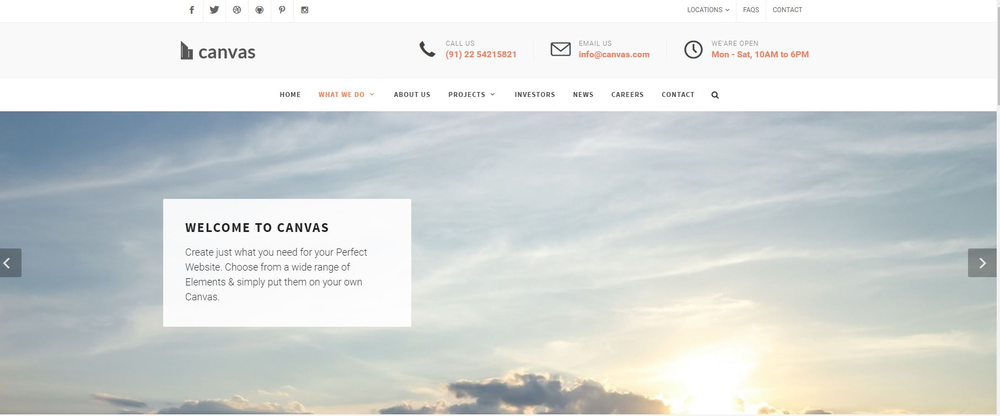 LOCATIONS FAQS CONTACT
canvas
CALL US
(91) 22 54215821
EMAIL US
info@canvas.com
WE'ARE OPEN
Mon - Sat, 10AM to 6PM
HOME WHAT WE DO ABOUT US PROJECTS INVESTORS NEWS CAREERS CONTACT
WELCOME TO CANVAS
Create just what you need for your Perfect
Website. Choose from a wide range of
Elements & simply put them on your own
Canvas.